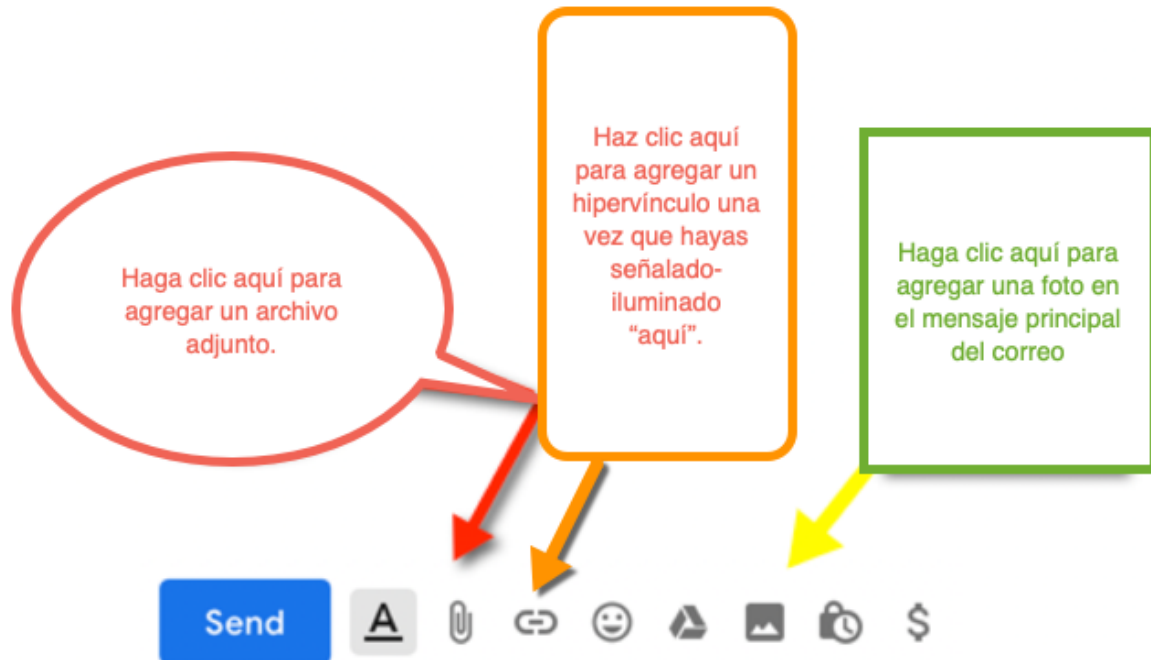 Haga clic aquí para
agregar un archivo
adjunto.
Haz clic aquí
para agregar un
hipervínculo una
vez que hayas
señalado-
iluminado
“aquí”.
Haga clic aquí para
agregar una foto en
el mensaje principal
del correo
Send A $